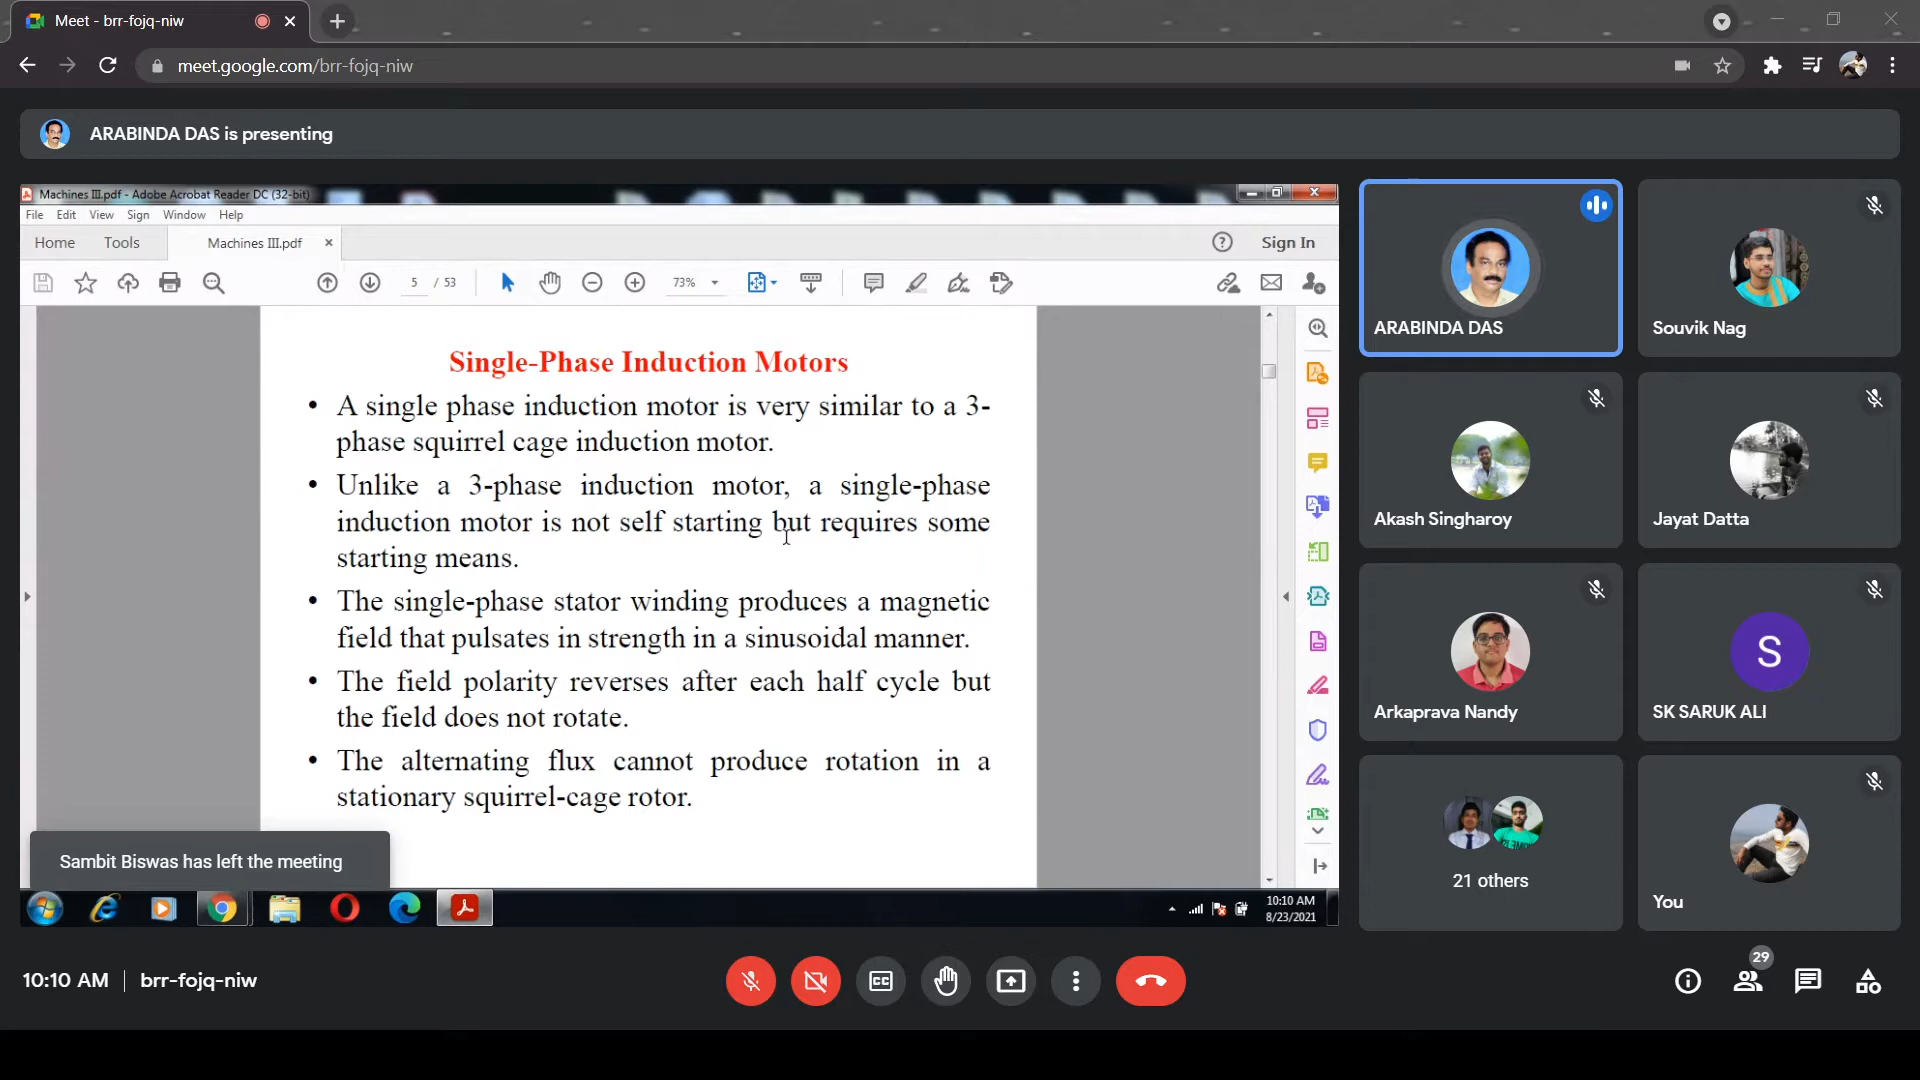 Meet - brr-fojq-niw
meet.google.com/brr-fojq-niw
ARABINDA DAS is presenting
Machines III.pdf - Adobe Acrobat Reader DC (32-bit)
File Edit View Sign Window Help
Home Tools Machines III.pdf Sign In
5 / 53 73%
Single-Phase Induction Motors
• A single phase induction motor is very similar to a 3-
phase squirrel cage induction motor.
• Unlike a 3-phase induction motor, a single-phase
induction motor is not self starting but requires some
starting means.
• The single-phase stator winding produces a magnetic
field that pulsates in strength in a sinusoidal manner.
• The field polarity reverses after each half cycle but
the field does not rotate.
• The alternating flux cannot produce rotation in a
stationary squirrel-cage rotor.
Sambit Biswas has left the meeting
10:10 AM
8/23/2021
ARABINDA DAS
Souvik Nag
Akash Singharoy
Jayat Datta
Arkaprava Nandy
S
SK SARUK ALI
21 others
You
10:10 AM | brr-fojq-niw
CC
29